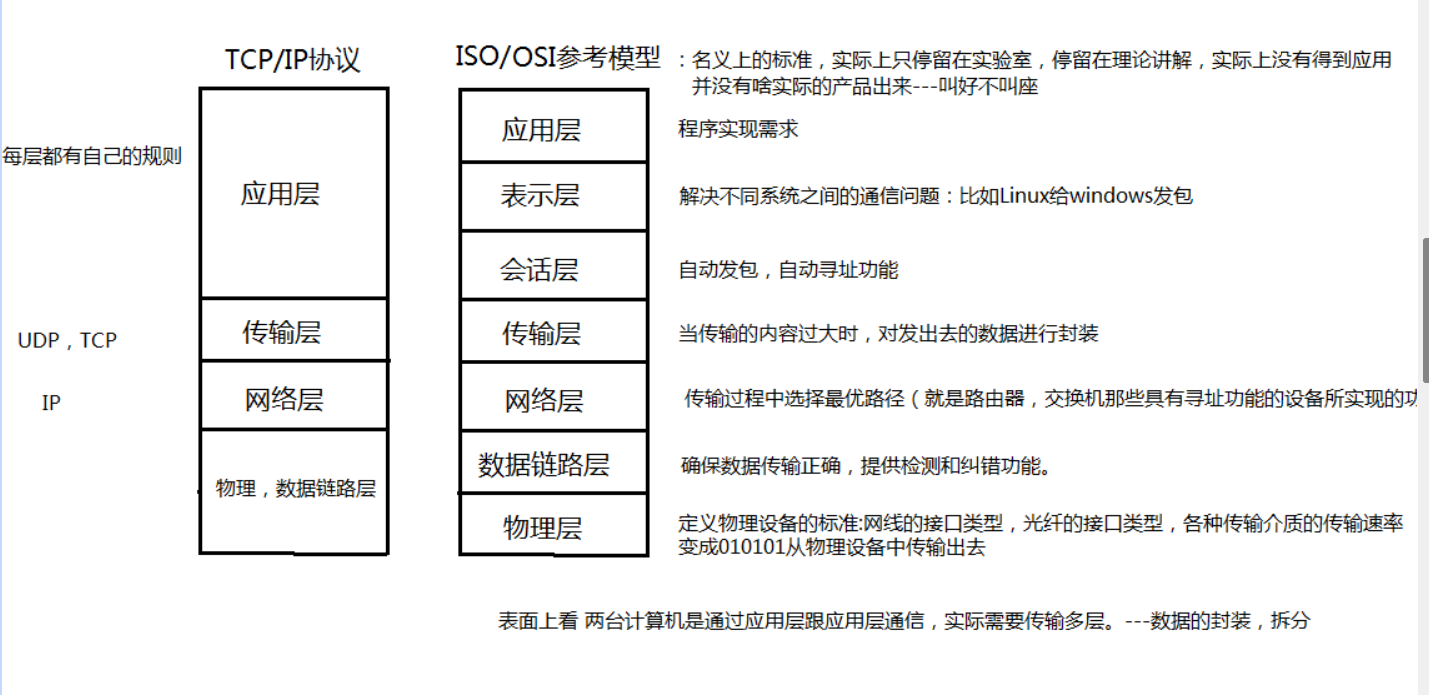 TCP/IP协议
ISO/OSI参考模型
：名义上的标准，实际上只停留在实验室，停留在理论讲解，实际上没有得到应用
并没有啥实际的产品出来---叫好不叫座
每层都有自己的规则
应用层
应用层
程序实现需求
表示层
解决不同系统之间的通信问题：比如Linux给windows发包
会话层
自动发包，自动寻址功能
UDP，TCP
传输层
传输层
当传输的内容过大时，对发出去的数据进行封装
IP
网络层
网络层
传输过程中选择最优路径（就是路由器，交换机那些具有寻址功能的设备所实现的
物理，数据链路层
数据链路层
确保数据传输正确，提供检测和纠错功能。
物理层
定义物理设备的标准:网线的接口类型，光纤的接口类型，各种传输介质的传输速率
变成010101从物理设备中传输出去
表面上看 两台计算机是通过应用层跟应用层通信，实际需要传输多层。---数据的封装，拆分